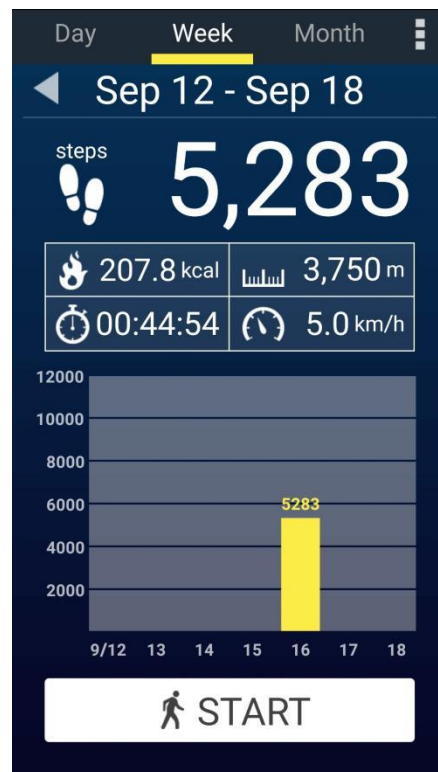 Day Week Month
Sep 12 - Sep 18
steps
5,283
207.8 kcal 3,750 m
00:44:54 5.0 km/h
12000
10000
8000
6000
5283
4000
2000
9/12 13 14 15 16 17 18
START